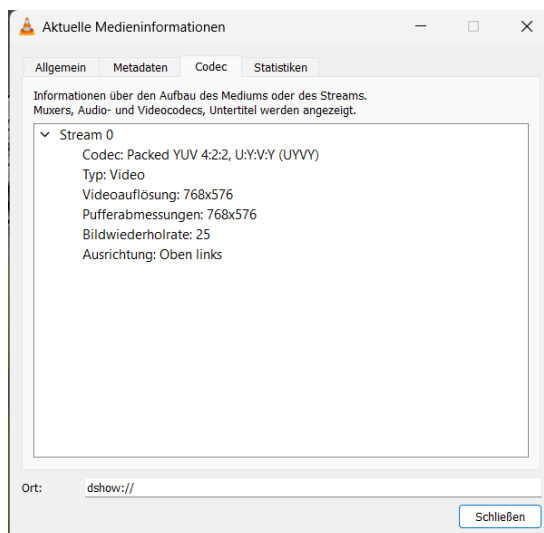 Aktuelle Medieninformationen
Allgemein Metadaten Codec Statistiken
Informationen über den Aufbau des Mediums oder des Streams.
Muxers, Audio- und Videocodecs, Untertitel werden angezeigt.
Stream 0
Codec: Packed YUV 4:2:2, U:Y:V:Y (UYVY)
Typ: Video
Videoauflösung: 768x576
Pufferabmessungen: 768x576
Bildwiederholrate: 25
Ausrichtung: Oben links
Ort: dshow://
Schließen